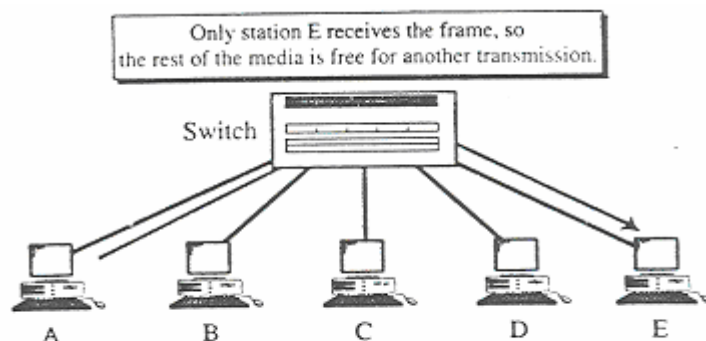 Only station E receives the frame, so
the rest of the media is free for another transmission.
Switch
A
B
C
D
E